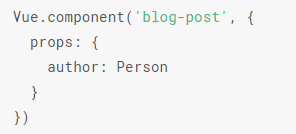 Vue.component('blog-post', {
  props: {
    author: Person
  }
})